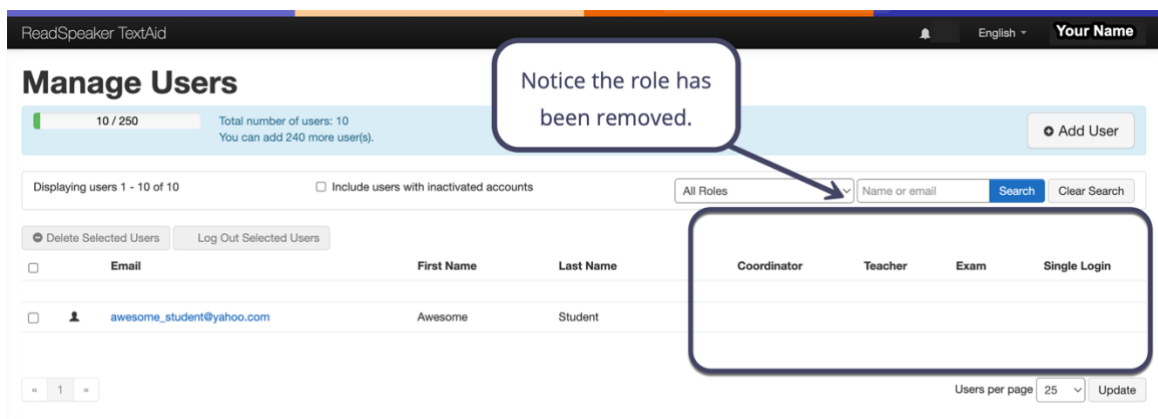 ReadSpeaker TextAid
English
Your Name
Notice the role has
been removed.
Manage Users
10 / 250
Total number of users: 10
You can add 240 more user(s).
Add User
Displaying users 1 - 10 of 10
Include users with inactivated accounts
All Roles
Name or email
Search
Clear Search
Delete Selected Users
Log Out Selected Users
Email First Name Last Name Coordinator Teacher Exam Single Login
awesome_student@yahoo.com Awesome Student
« 1 »
Users per page 25 Update